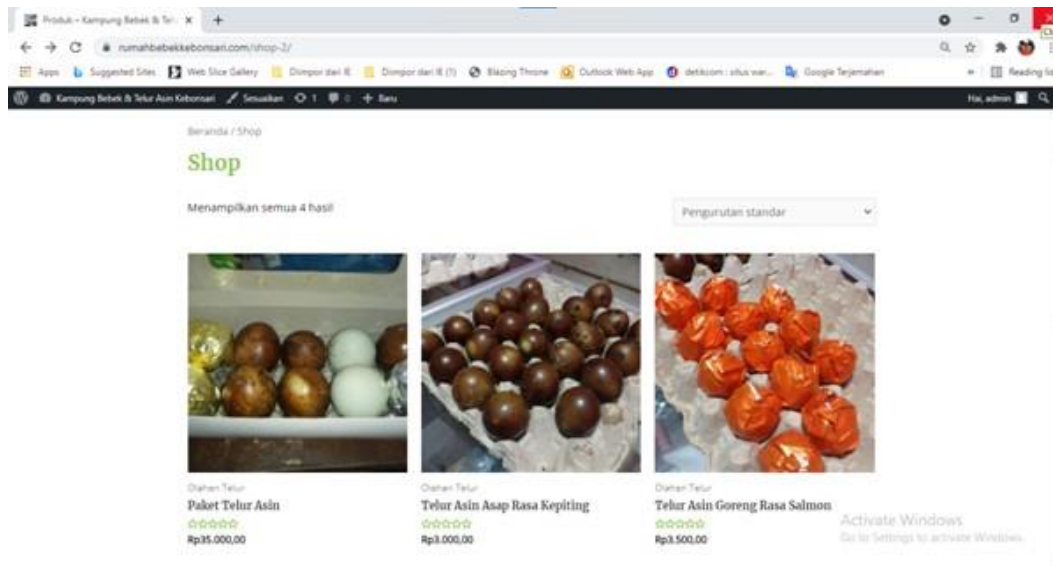 Produk – Kampung Bebek & Tel
rumahbebekkebonsari.com/shop-2/
Apps Suggested Sites Web Slice Gallery Diimpor dari IE Diimpor dari IE (1) Blazing Throne Outlook Web App detikcom : situs war... Google Terjemahan Reading lis
Kampung Bebek & Telur Asin Kebonsari Sesuaikan 1 0 + Baru Hai, admin
Beranda / Shop
Shop
Menampilkan semua 4 hasil
Pengurutan standar
Olahan Telur Olahan Telur Olahan Telur
Paket Telur Asin Telur Asin Asap Rasa Kepiting Telur Asin Goreng Rasa Salmon
Rp35.000,00 Rp3.000,00 Rp3.500,00
Activate Windows
Go to Settings to activate Windows.